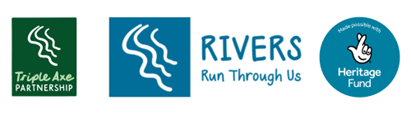 Triple Axe
PARTNERSHIP
RIVERS
Run Through Us
Made possible with
Heritage
Fund